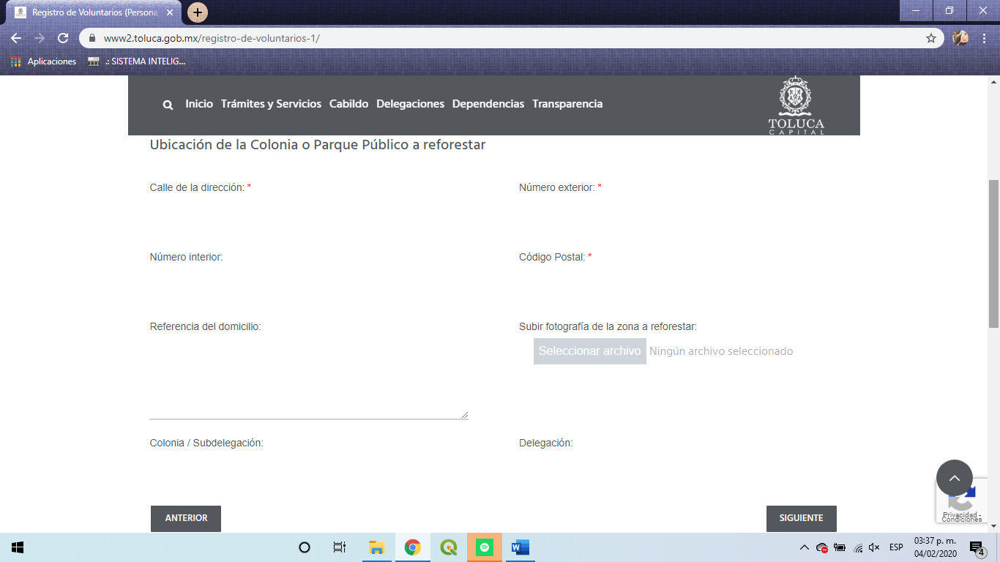 Registro de Voluntarios (Persona
www2.toluca.gob.mx/registro-de-voluntarios-1/
Aplicaciones
.: SISTEMA INTELIG...
Inicio Trámites y Servicios Cabildo Delegaciones Dependencias Transparencia
TOLUCA
CAPITAL
Ubicación de la Colonia o Parque Público a reforestar
Calle de la dirección: *
Número exterior: *
Número interior:
Código Postal: *
Referencia del domicilio:
Subir fotografía de la zona a reforestar:
Seleccionar archivo Ningún archivo seleccionado
Colonia / Subdelegación:
Delegación:
ANTERIOR
SIGUIENTE
Privacidad -
Condiciones
ESP
03:37 p. m.
04/02/2020
4